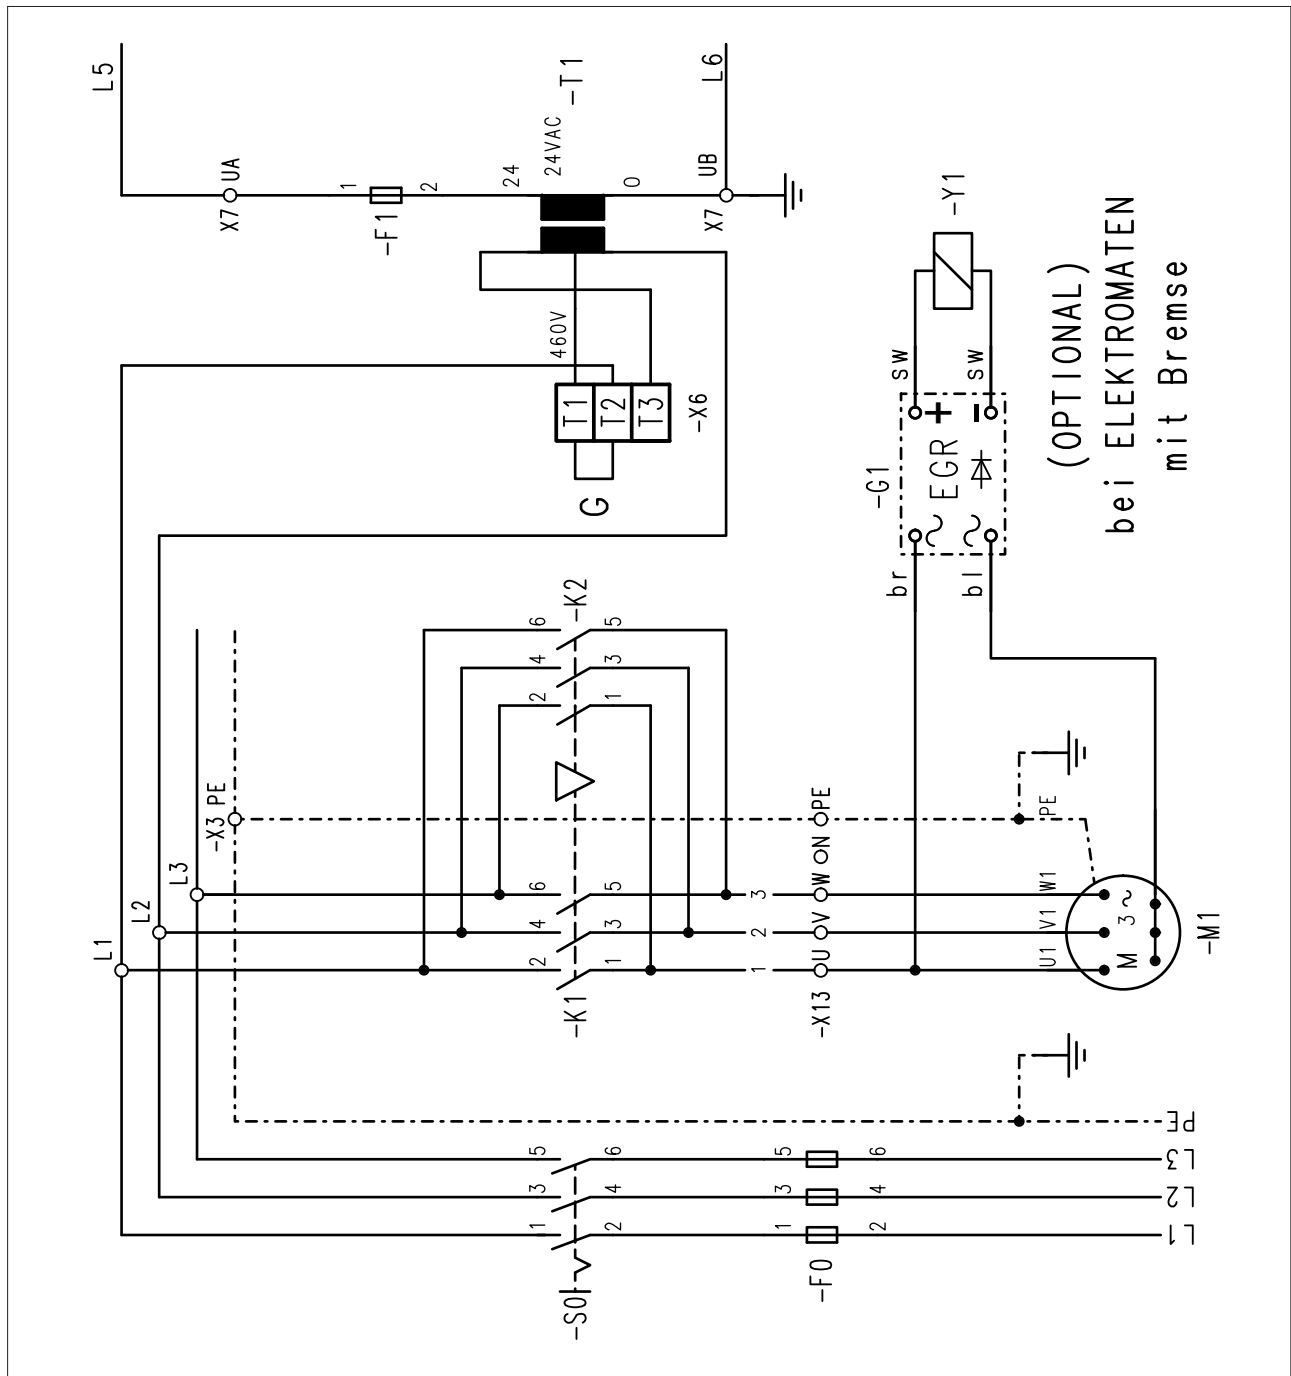 L5
X7
UA
1
2
-F1
24
24VAC
-T1
0
X7
UB
L6
460V
T1
T2
T3
-X6
G
-Y1
sw
sw
+
-
-G1
EGR
br
bl
(OPTIONAL)
bei ELEKTROMATEN
mit Bremse
-K2
6
4
2
5
3
1
-X3 PE
L3
L2
L1
6
4
2
5
3
1
-K1
3
2
1
-X13
U
V
W
N
PE
PE
W1
V1
U1
M
3
~
-M1
5
3
1
6
4
2
-S0
5
3
1
6
4
2
-F0
PE
L3
L2
L1